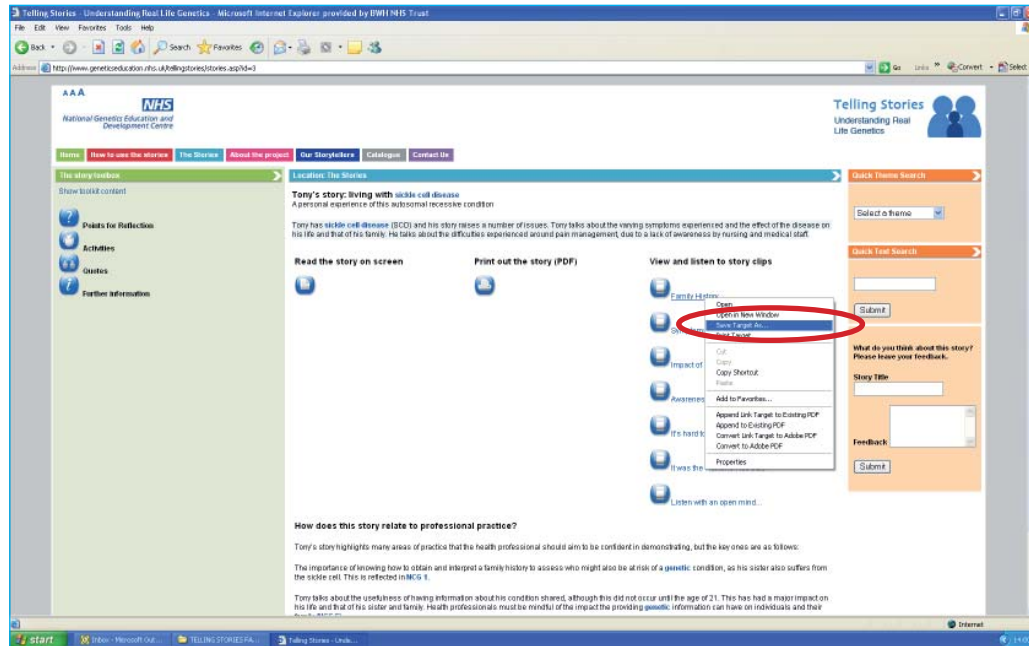 Telling Stories - Understanding Real Life Genetics - Microsoft Internet Explorer provided by BWH NHS Trust
File Edit View Favorites Tools Help
Back Search Favorites
Address http://www.geneticseducation.nhs.uk/tellingstories/stories.asp?id=3 Go Links » Convert Select
A A A
NHS
National Genetics Education and
Development Centre
Telling Stories
Understanding Real
Life Genetics
Home How to use the stories The Stories About the project Our Storytellers Catalogue Contact Us
The story toolbox
Show toolkit content
Points for Reflection
Activities
Quotes
Further information
Location: The Stories
Tony's story: living with sickle cell disease
A personal experience of this autosomal recessive condition
Tony has sickle cell disease (SCD) and his story raises a number of issues. Tony talks about the varying symptoms experienced and the effect of the disease on
his life and that of his family. He talks about the difficulties experienced around pain management, due to a lack of awareness by nursing and medical staff.
Read the story on screen
Print out the story (PDF)
View and listen to story clips
Family History
Impact of
It's hard to
It was the
Listen with an open mind...
Open
Open in New Window
Save Target As...
Print Target
Cut
Copy
Copy Shortcut
Paste
Add to Favorites...
Append Link Target to Existing PDF
Append to Existing PDF
Convert Link Target to Adobe PDF
Convert to Adobe PDF
Properties
Quick Theme Search
Select a theme
Quick Text Search
Submit
What do you think about this story?
Please leave your feedback.
Story Title
Feedback
Submit
How does this story relate to professional practice?
Tony's story highlights many areas of practice that the health professional should aim to be confident in demonstrating, but the key ones are as follows:
The importance of knowing how to obtain and interpret a family history to assess who might also be at risk of a genetic condition, as his sister also suffers from
the sickle cell. This is reflected in NCG 1.
Tony talks about the usefulness of having information about his condition shared, although this did not occur until the age of 21. This has had a major impact on
his life and that of his sister and family. Health professionals must be mindful of the impact the providing genetic information can have on individuals and their
Internet
start Inbox - Microsoft Out... TELLING STORIES FA... Telling Stories - Unde...